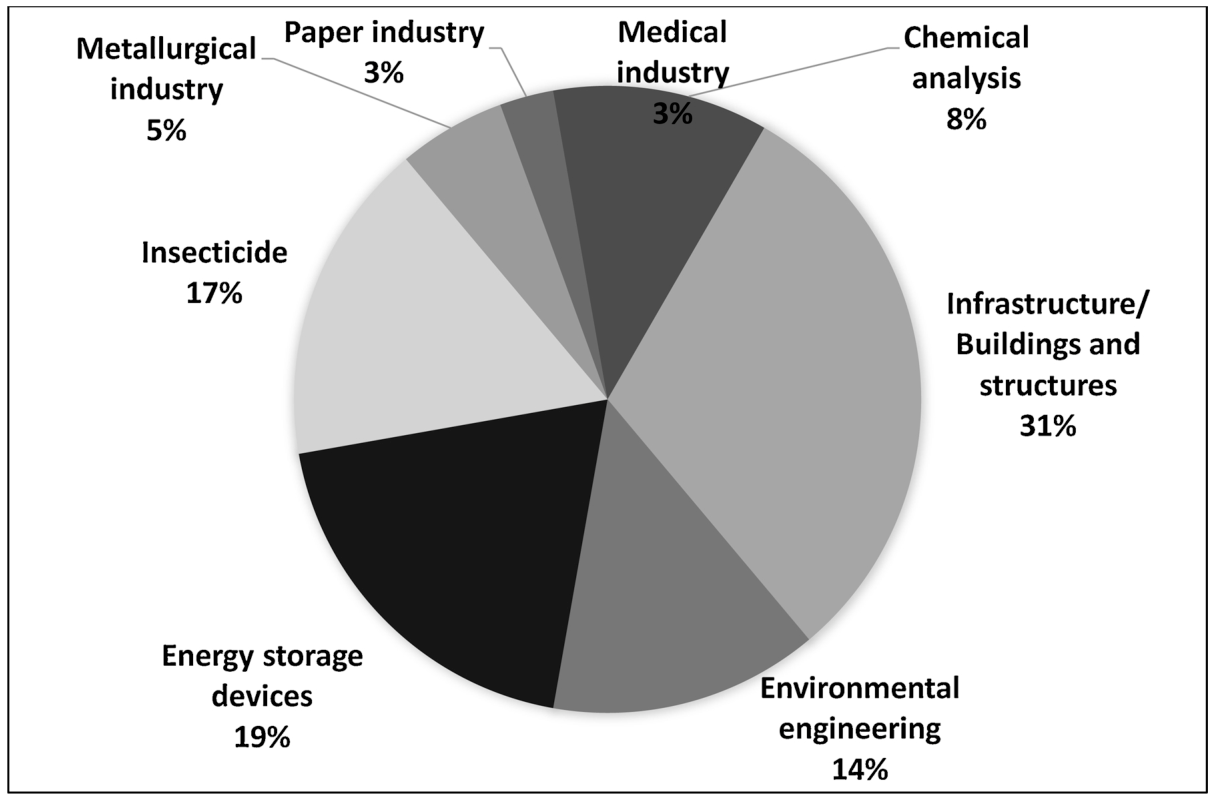 Paper industry
3%
Metallurgical
industry
5%
Medical
industry
3%
Chemical
analysis
8%
Insecticide
17%
Infrastructure/
Buildings and
structures
31%
Energy storage
devices
19%
Environmental
engineering
14%